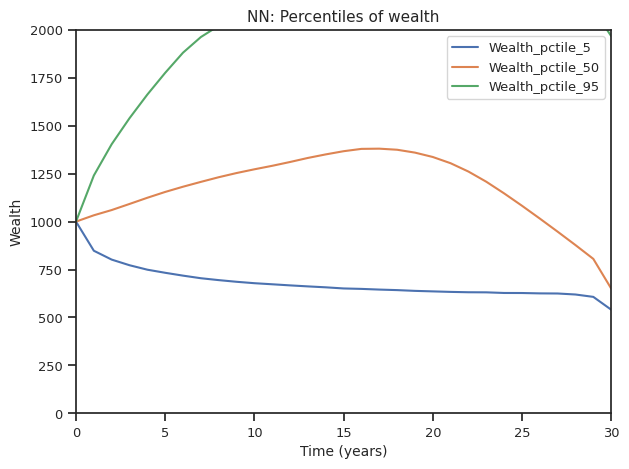 NN: Percentiles of wealth
Wealth_pctile_5
Wealth_pctile_50
Wealth_pctile_95
Wealth
2000
1750
1500
1250
1000
750
500
250
0
0 5 10 15 20 25 30
Time (years)